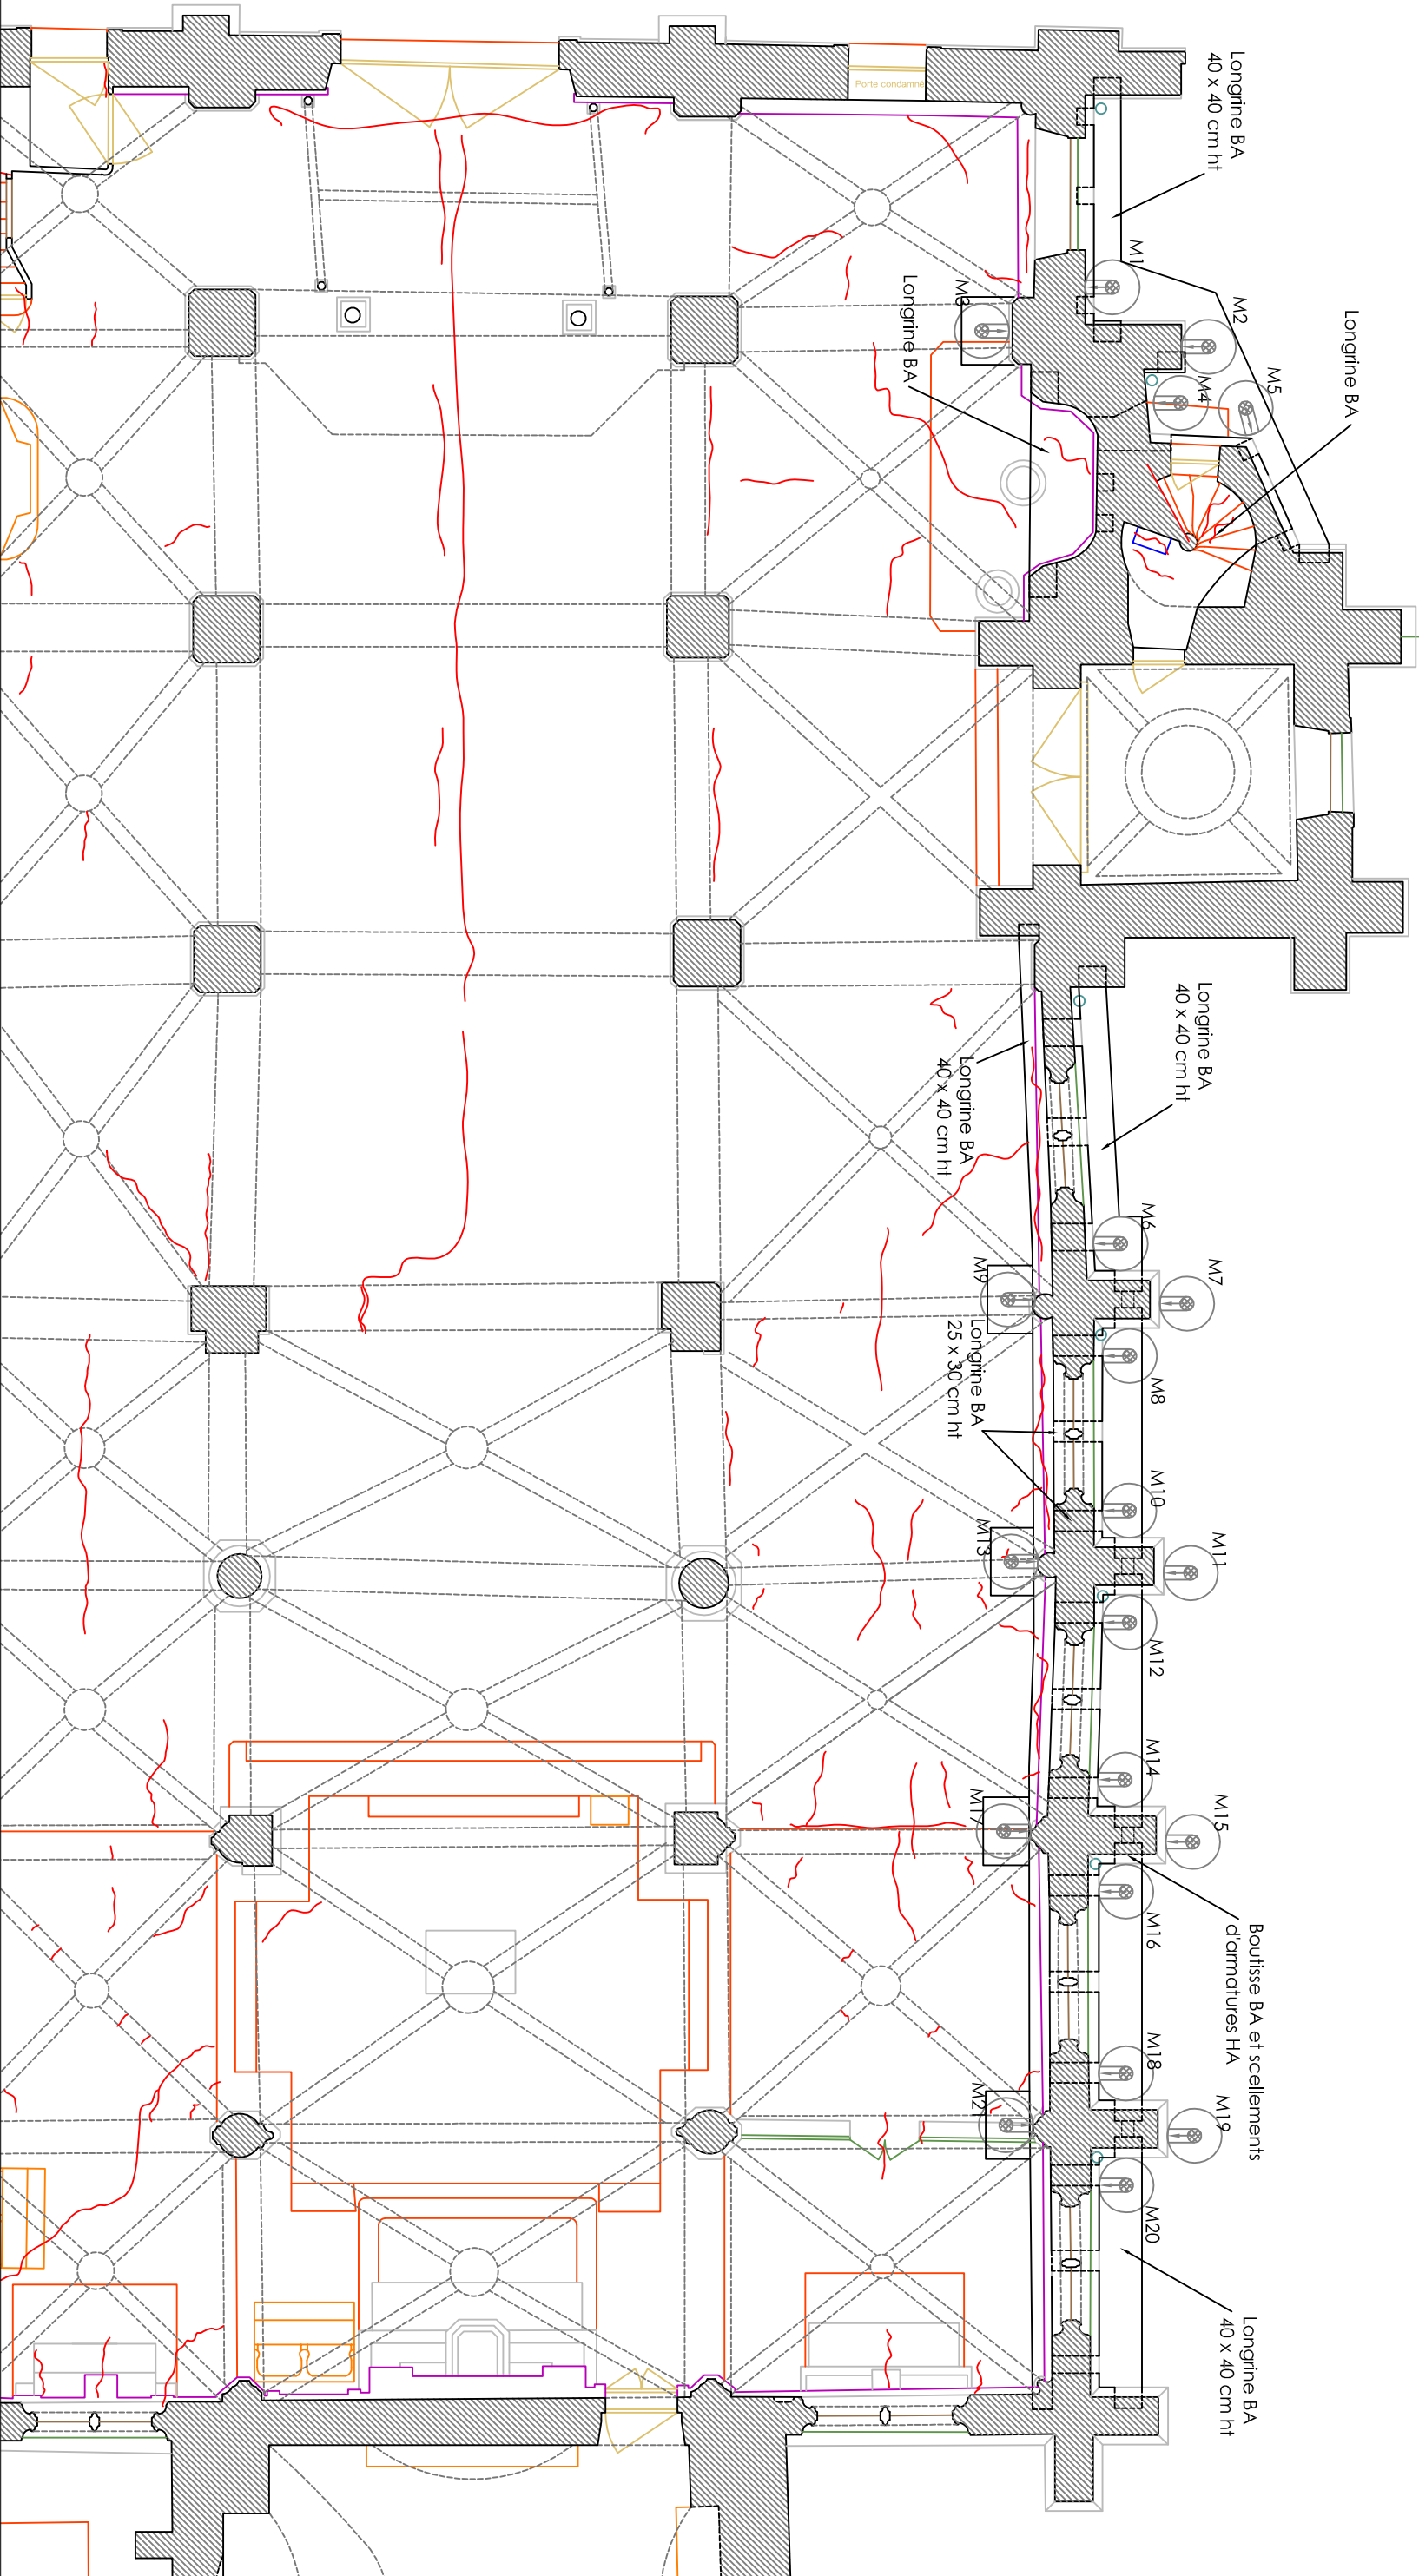 Longrine BA
40 x 40 cm ht
Porte condamné
M1
M2
M3
Longrine BA
Longrine BA
M4
M5
Longrine BA
40 x 40 cm ht
Longrine BA
40 x 40 cm ht
M6
M7
M9
M8
Longrine BA
25 x 30 cm ht
M10
M11
M13
M12
M14
M15
M17
M16
Boutisse BA et scellements
d'armatures HA
M18
M19
M21
M20
Longrine BA
40 x 40 cm ht